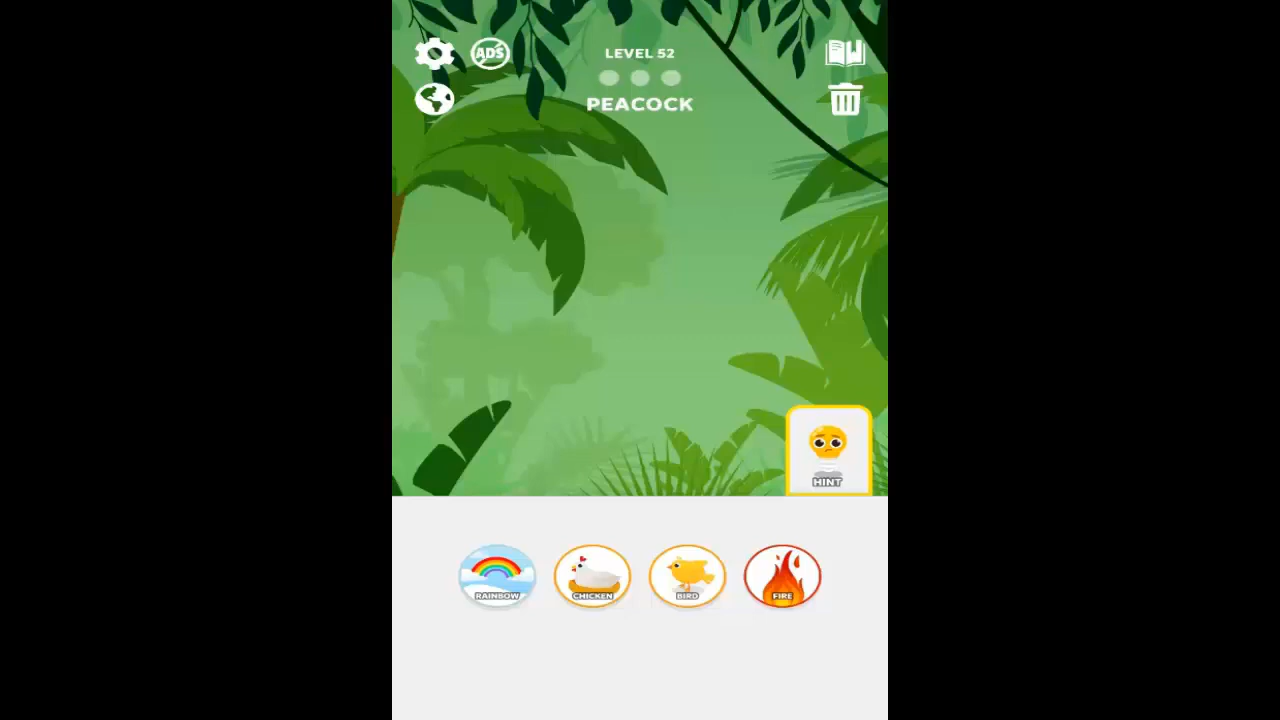 ADS
LEVEL 52
PEACOCK
HINT
RAINBOW
CHICKEN
BIRD
FIRE